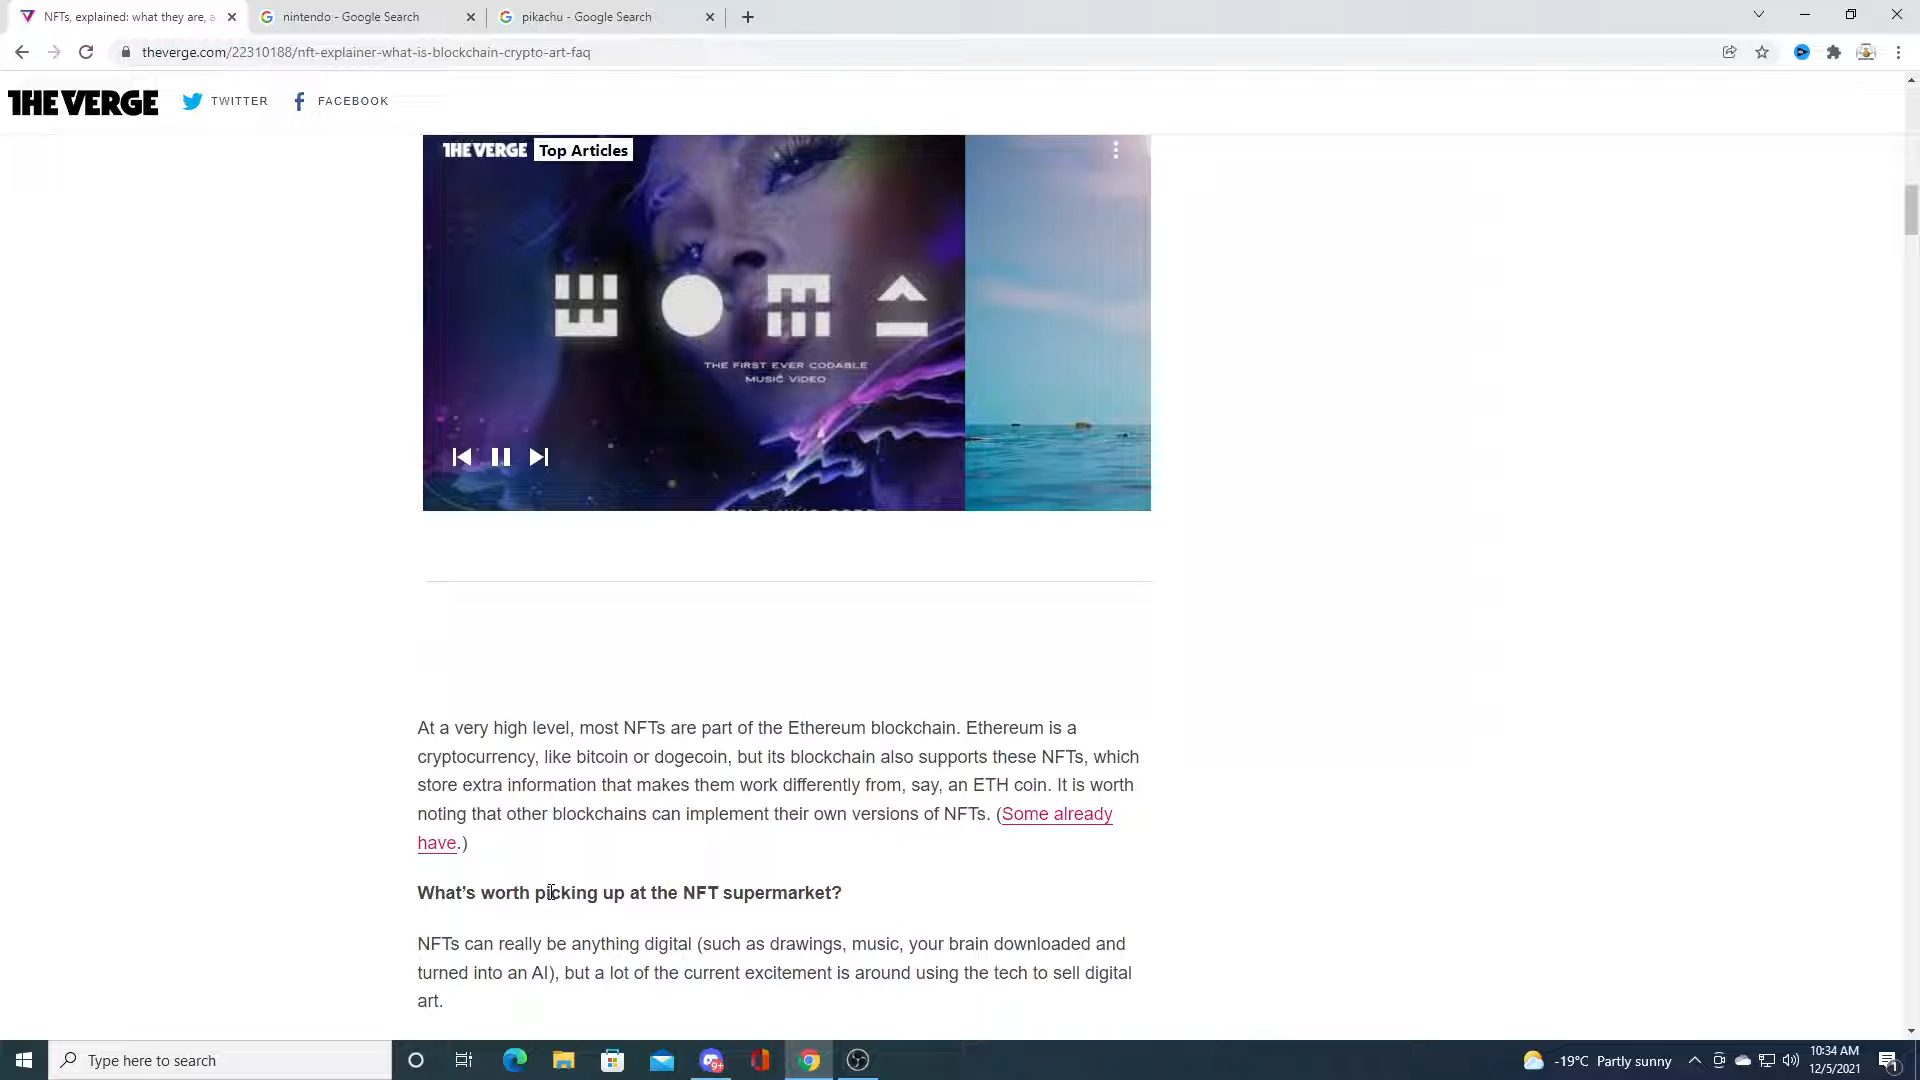 NFTs, explained: what they are, a
nintendo - Google Search
pikachu - Google Search
theverge.com/22310188/nft-explainer-what-is-blockchain-crypto-art-faq
THE VERGE
TWITTER
FACEBOOK
THE VERGE Top Articles
THE FIRST EVER CODABLE
MUSIC VIDEO
At a very high level, most NFTs are part of the Ethereum blockchain. Ethereum is a
cryptocurrency, like bitcoin or dogecoin, but its blockchain also supports these NFTs, which
store extra information that makes them work differently from, say, an ETH coin. It is worth
noting that other blockchains can implement their own versions of NFTs. (Some already
have.)
What’s worth picking up at the NFT supermarket?
NFTs can really be anything digital (such as drawings, music, your brain downloaded and
turned into an AI), but a lot of the current excitement is around using the tech to sell digital
art.
Type here to search
9+
-19°C Partly sunny
10:34 AM
12/5/2021
1